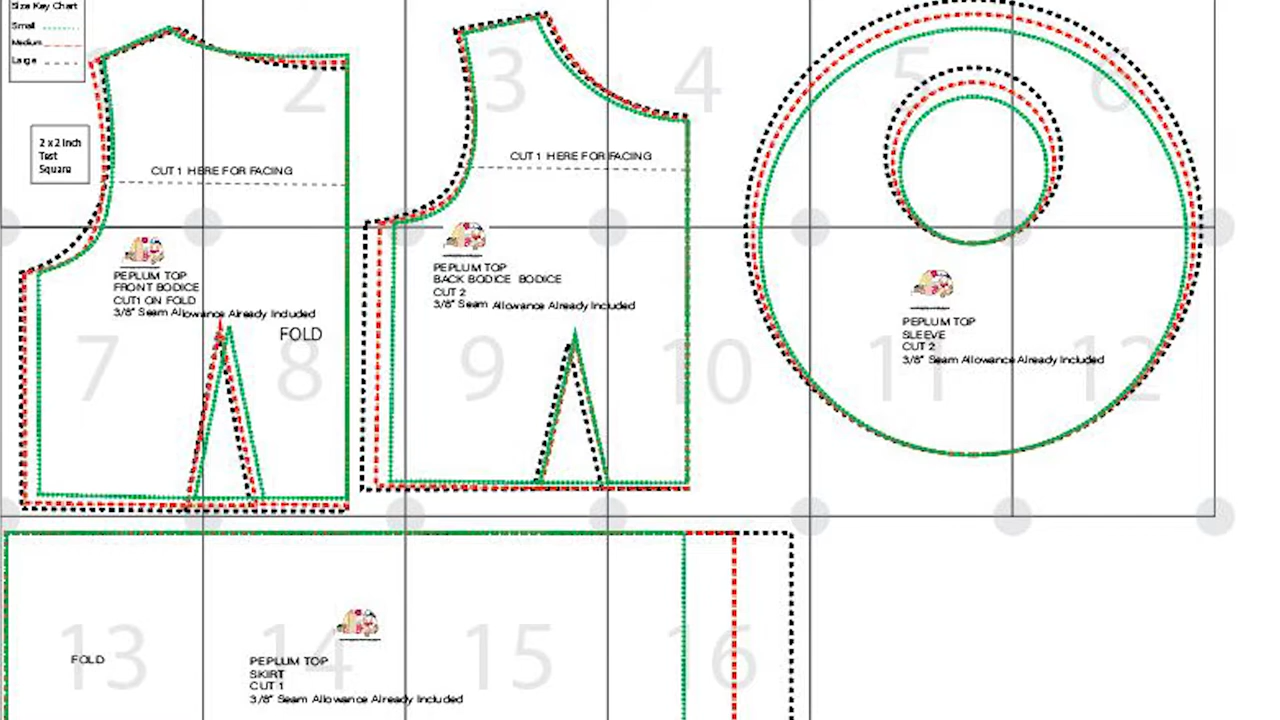 Size Key Chart
Small
Medium
Large
1
2
3
4
5
6
2 x 2 Inch
Test
Square
CUT 1 HERE FOR FACING
CUT 1 HERE FOR FACING
PEPLUM TOP
FRONT BODICE
CUT1 ON FOLD
3/8" Seam Allowance Already Included
FOLD
PEPLUM TOP
BACK BODICE BODICE
CUT 2
3/8" Seam Allowance Already Included
PEPLUM TOP
SLEEVE
CUT 2
3/8" Seam Allowance Already Included
7
8
9
10
11
12
13
14
15
16
FOLD
PEPLUM TOP
SKIRT
CUT 1
3/8" Seam Allowance Already Included